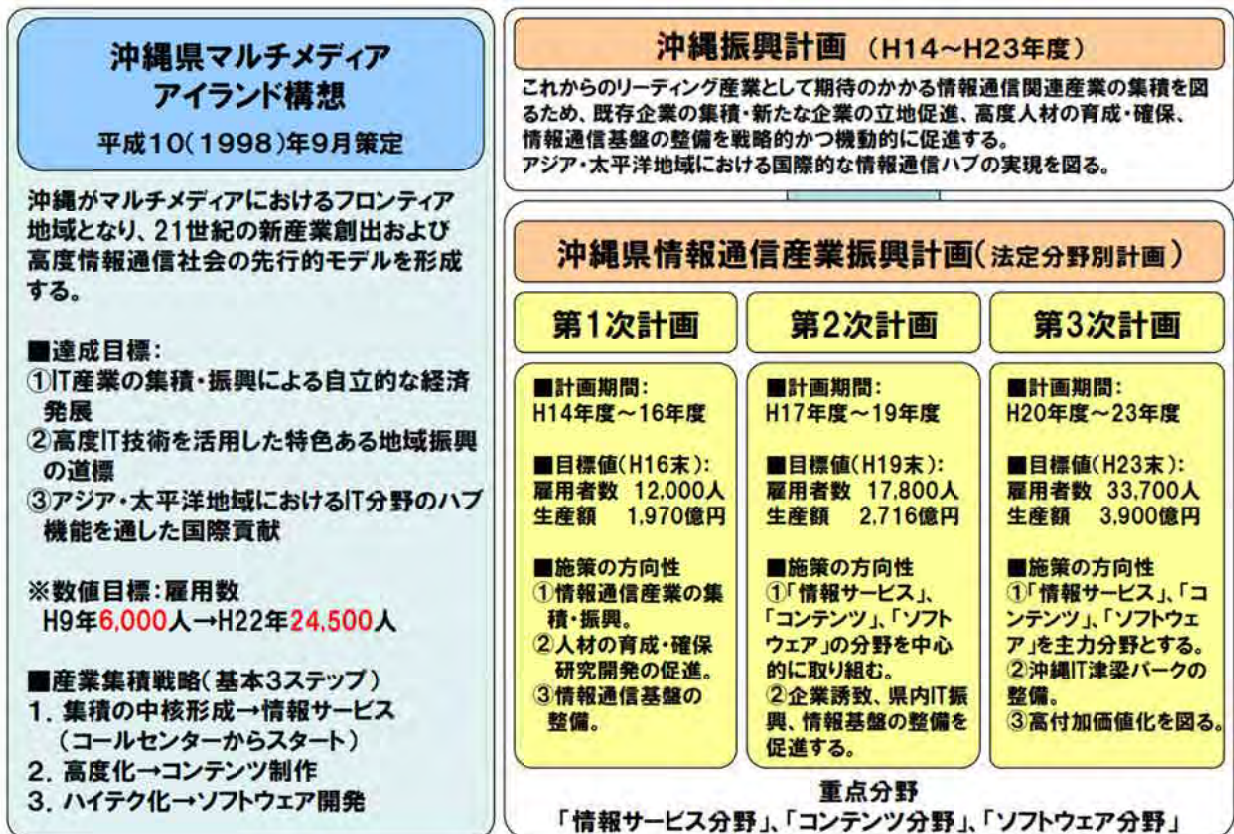 沖縄県マルチメディア
アイランド構想
平成10(1998)年9月策定
沖縄がマルチメディアにおけるフロンティア
地域となり、21世紀の新産業創出および
高度情報通信社会の先行的モデルを形成
する。
■達成目標:
①IT産業の集積・振興による自立的な経済
発展
②高度IT技術を活用した特色ある地域振興
の道標
③アジア・太平洋地域におけるIT分野のハブ
機能を通した国際貢献
※数値目標:雇用数
H9年6,000人→H22年24,500人
■産業集積戦略(基本3ステップ)
1. 集積の中核形成→情報サービス
(コールセンターからスタート)
2. 高度化→コンテンツ制作
3. ハイテク化→ソフトウェア開発
沖縄振興計画 (H14～H23年度)
これからのリーディング産業として期待のかかる情報通信関連産業の集積を図
るため、既存企業の集積・新たな企業の立地促進、高度人材の育成・確保、
情報通信基盤の整備を戦略的かつ機動的に促進する。
アジア・太平洋地域における国際的な情報通信ハブの実現を図る。
沖縄県情報通信産業振興計画(法定分野別計画)
第1次計画
■計画期間:
H14年度～16年度
■目標値(H16末):
雇用者数 12,000人
生産額 1,970億円
■施策の方向性
①情報通信産業の集
積・振興。
②人材の育成・確保
研究開発の促進。
③情報通信基盤の
整備。
第2次計画
■計画期間:
H17年度～19年度
■目標値(H19末):
雇用者数 17,800人
生産額 2,716億円
■施策の方向性
①「情報サービス」、
「コンテンツ」、「ソフト
ウェア」の分野を中心
的に取り組む。
②企業誘致、県内IT振
興、情報基盤の整備を
促進する。
第3次計画
■計画期間:
H20年度～23年度
■目標値(H23末):
雇用者数 33,700人
生産額 3,900億円
■施策の方向性
①「情報サービス」、「コ
ンテンツ」、「ソフトウェ
ア」を主力分野とする。
②沖縄IT津梁パークの
整備。
③高付加価値化を図る。
重点分野
「情報サービス分野」、「コンテンツ分野」、「ソフトウェア分野」